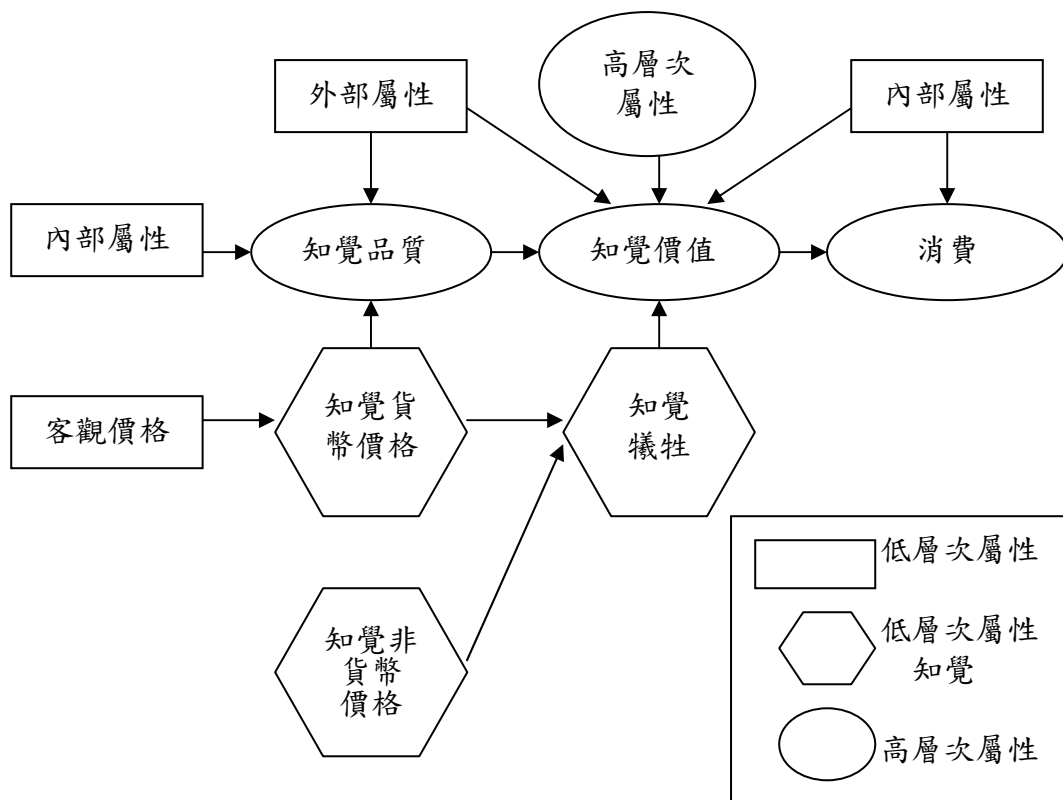 外部屬性
高層次
屬性
內部屬性
內部屬性
知覺品質
知覺價值
消費
客觀價格
知覺貨
幣價格
知覺
犧牲
知覺非
貨幣
價格
低層次屬性
低層次屬性
知覺
高層次屬性